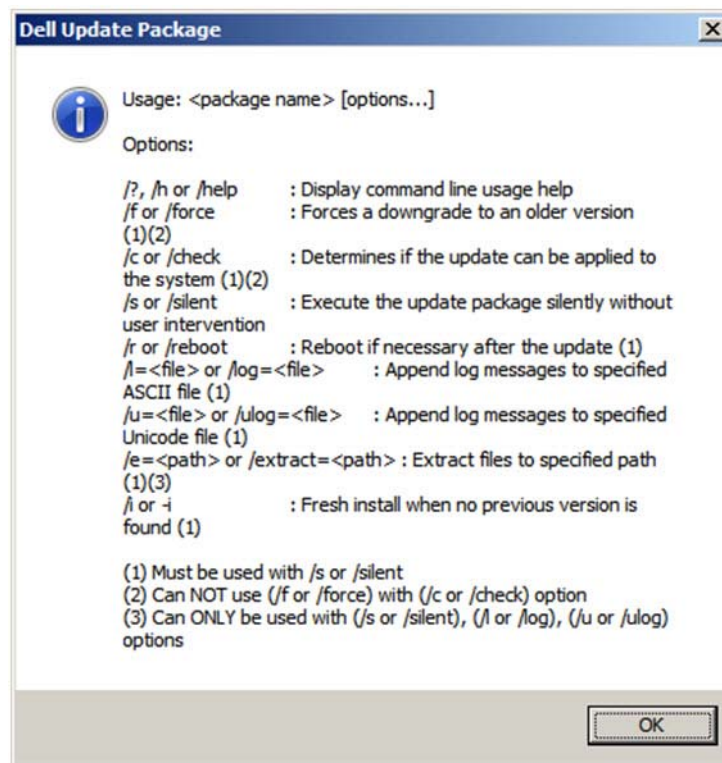 Dell Update Package
Usage: <package name> [options...]
Options:
/?, /h or /help : Display command line usage help
/f or /force : Forces a downgrade to an older version
(1)(2)
/c or /check : Determines if the update can be applied to
the system (1)(2)
/s or /silent : Execute the update package silently without
user intervention
/r or /reboot : Reboot if necessary after the update (1)
/l=<file> or /log=<file> : Append log messages to specified
ASCII file (1)
/u=<file> or /ulog=<file> : Append log messages to specified
Unicode file (1)
/e=<path> or /extract=<path> : Extract files to specified path
(1)(3)
/i or -i : Fresh install when no previous version is
found (1)
(1) Must be used with /s or /silent
(2) Can NOT use (/f or /force) with (/c or /check) option
(3) Can ONLY be used with (/s or /silent), (/l or /log), (/u or /ulog)
options
OK